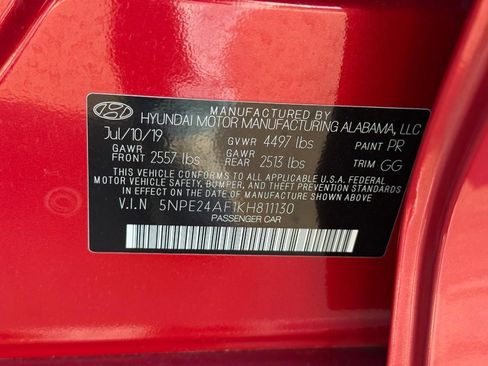 MANUFACTURED BY
HYUNDAI MOTOR MANUFACTURING ALABAMA, LLC
Jul/10/19 GVWR 4497 lbs PAINT PR
GAWR FRONT 2557 lbs GAWR REAR 2513 lbs TRIM GG
THIS VEHICLE CONFORMS TO ALL APPLICABLE U.S.A. FEDERAL
MOTOR VEHICLE SAFETY, BUMPER, AND THEFT PREVENTION STANDARDS
IN EFFECT ON THE DATE OF MANUFACTURE SHOWN ABOVE.
V.I.N 5NPE24AF1KH811130
PASSENGER CAR